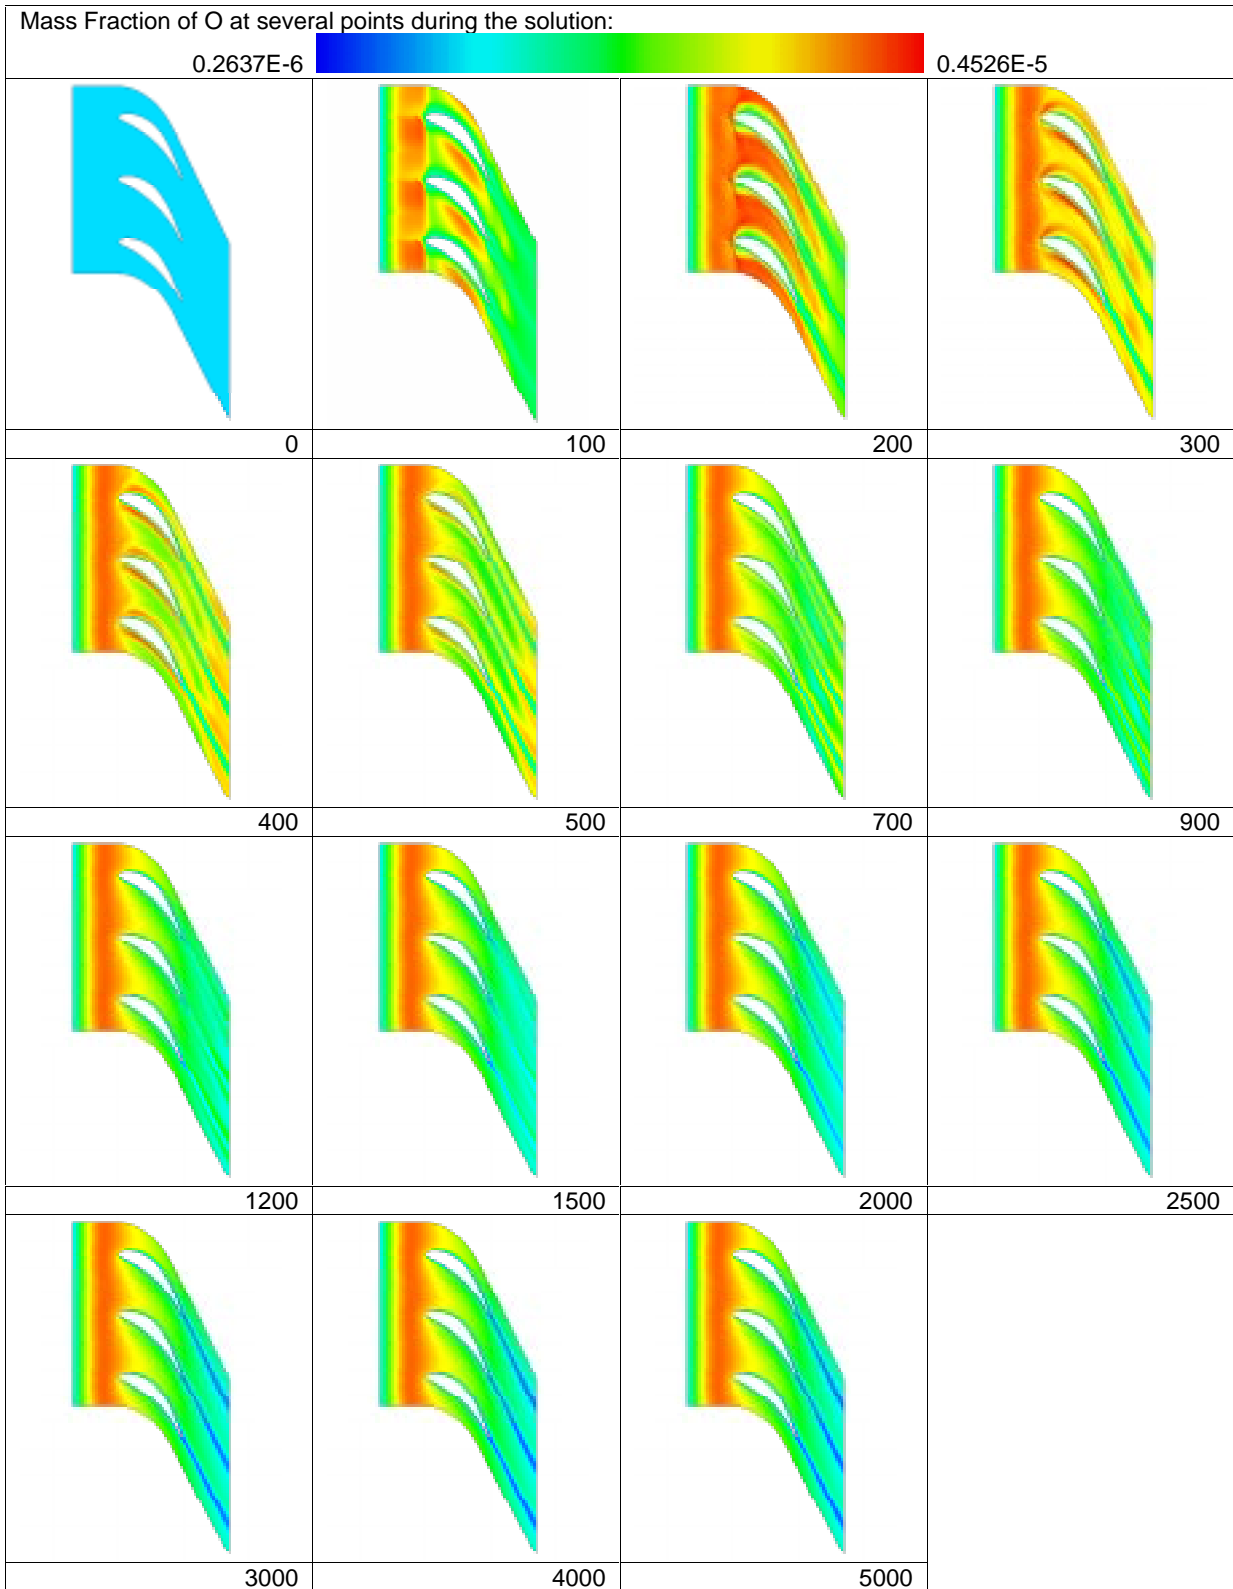 Mass Fraction of O at several points during the solution:
0.2637E-6 0.4526E-5
0 100 200 300
400 500 700 900
1200 1500 2000 2500
3000 4000 5000